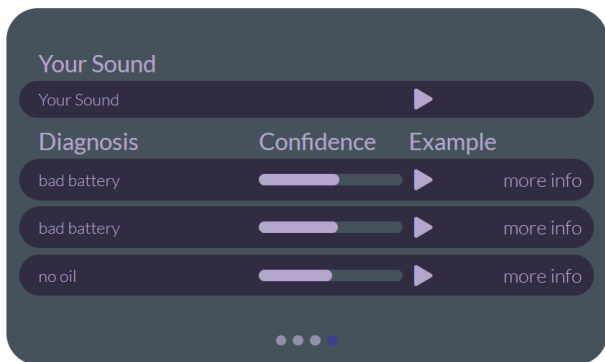 Your Sound
Your Sound
Diagnosis Confidence Example
bad battery more info
bad battery more info
no oil more info